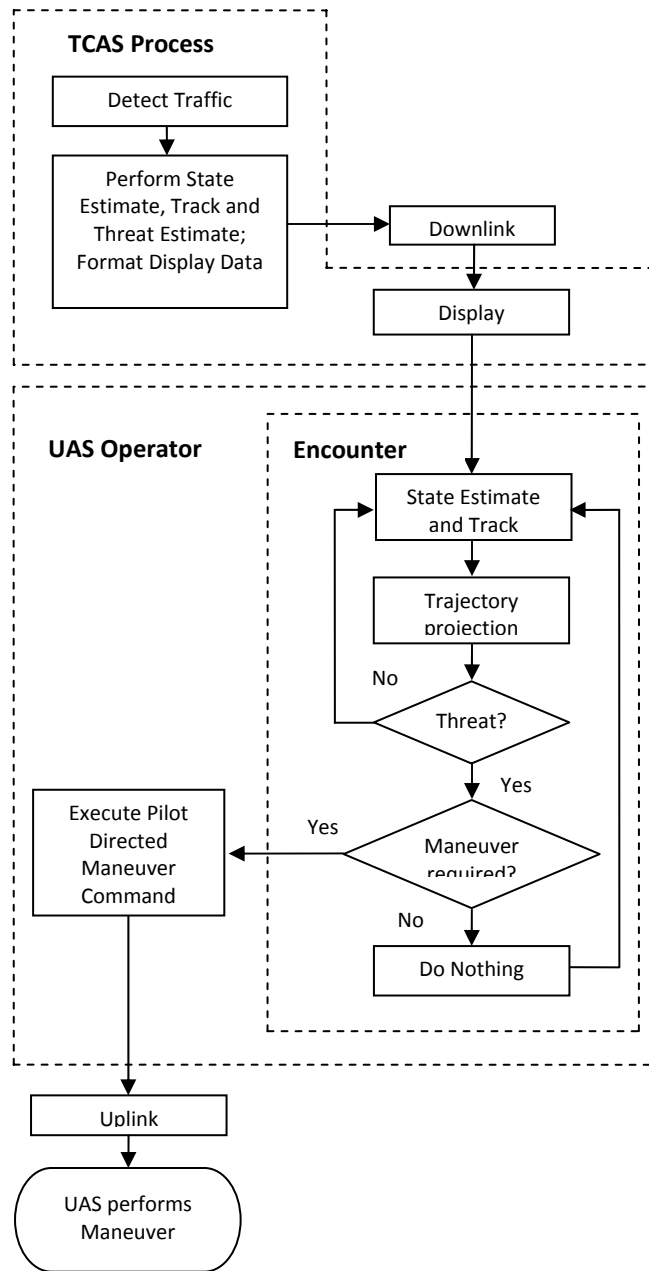 TCAS Process
Detect Traffic
Perform State
Estimate, Track and
Threat Estimate;
Format Display Data
Downlink
Display
UAS Operator
Encounter
State Estimate
and Track
Trajectory
projection
No
Threat?
Yes
Execute Pilot
Directed
Maneuver
Command
Yes
Maneuver
required?
No
Do Nothing
Uplink
UAS performs
Maneuver